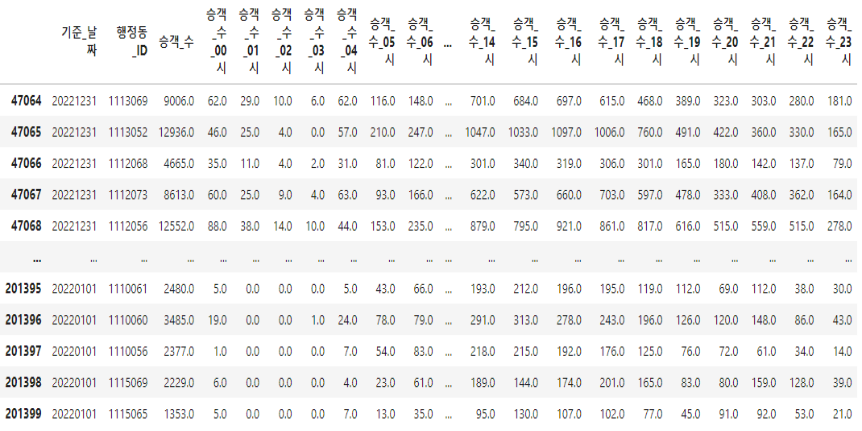 기준_날짜 행정동_ID 승객_수 승객_수_00시 승객_수_01시 승객_수_02시 승객_수_03시 승객_수_04시 승객_수_05시 승객_수_06시 ... 승객_수_14시 승객_수_15시 승객_수_16시 승객_수_17시 승객_수_18시 승객_수_19시 승객_수_20시 승객_수_21시 승객_수_22시 승객_수_23시
47064 20221231 1113069 9006.0 62.0 29.0 10.0 6.0 62.0 116.0 148.0 ... 701.0 684.0 697.0 615.0 468.0 389.0 323.0 303.0 280.0 181.0
47065 20221231 1113052 12936.0 46.0 25.0 4.0 0.0 57.0 210.0 247.0 ... 1047.0 1033.0 1097.0 1006.0 760.0 491.0 422.0 360.0 330.0 165.0
47066 20221231 1112068 4665.0 35.0 11.0 4.0 2.0 31.0 81.0 122.0 ... 301.0 340.0 319.0 306.0 301.0 165.0 180.0 142.0 137.0 79.0
47067 20221231 1112073 8613.0 60.0 25.0 9.0 4.0 63.0 93.0 166.0 ... 622.0 573.0 660.0 703.0 597.0 478.0 333.0 408.0 362.0 164.0
47068 20221231 1112056 12552.0 88.0 38.0 14.0 10.0 44.0 153.0 235.0 ... 879.0 795.0 921.0 861.0 817.0 616.0 515.0 559.0 515.0 278.0
... ... ... ... ... ... ... ... ... ... ... ... ... ... ... ... ... ... ... ... ... ...
201395 20220101 1110061 2480.0 5.0 0.0 0.0 0.0 5.0 43.0 66.0 ... 193.0 212.0 196.0 195.0 119.0 112.0 69.0 112.0 38.0 30.0
201396 20220101 1110060 3485.0 19.0 0.0 0.0 1.0 24.0 78.0 79.0 ... 291.0 313.0 278.0 243.0 196.0 126.0 120.0 148.0 86.0 43.0
201397 20220101 1110056 2377.0 1.0 0.0 0.0 0.0 7.0 54.0 83.0 ... 218.0 215.0 192.0 176.0 125.0 76.0 72.0 61.0 34.0 14.0
201398 20220101 1115069 2229.0 6.0 0.0 0.0 0.0 4.0 23.0 61.0 ... 189.0 144.0 174.0 201.0 165.0 83.0 80.0 159.0 128.0 39.0
201399 20220101 1115065 1353.0 5.0 0.0 0.0 0.0 7.0 13.0 35.0 ... 95.0 130.0 107.0 102.0 77.0 45.0 91.0 92.0 53.0 21.0